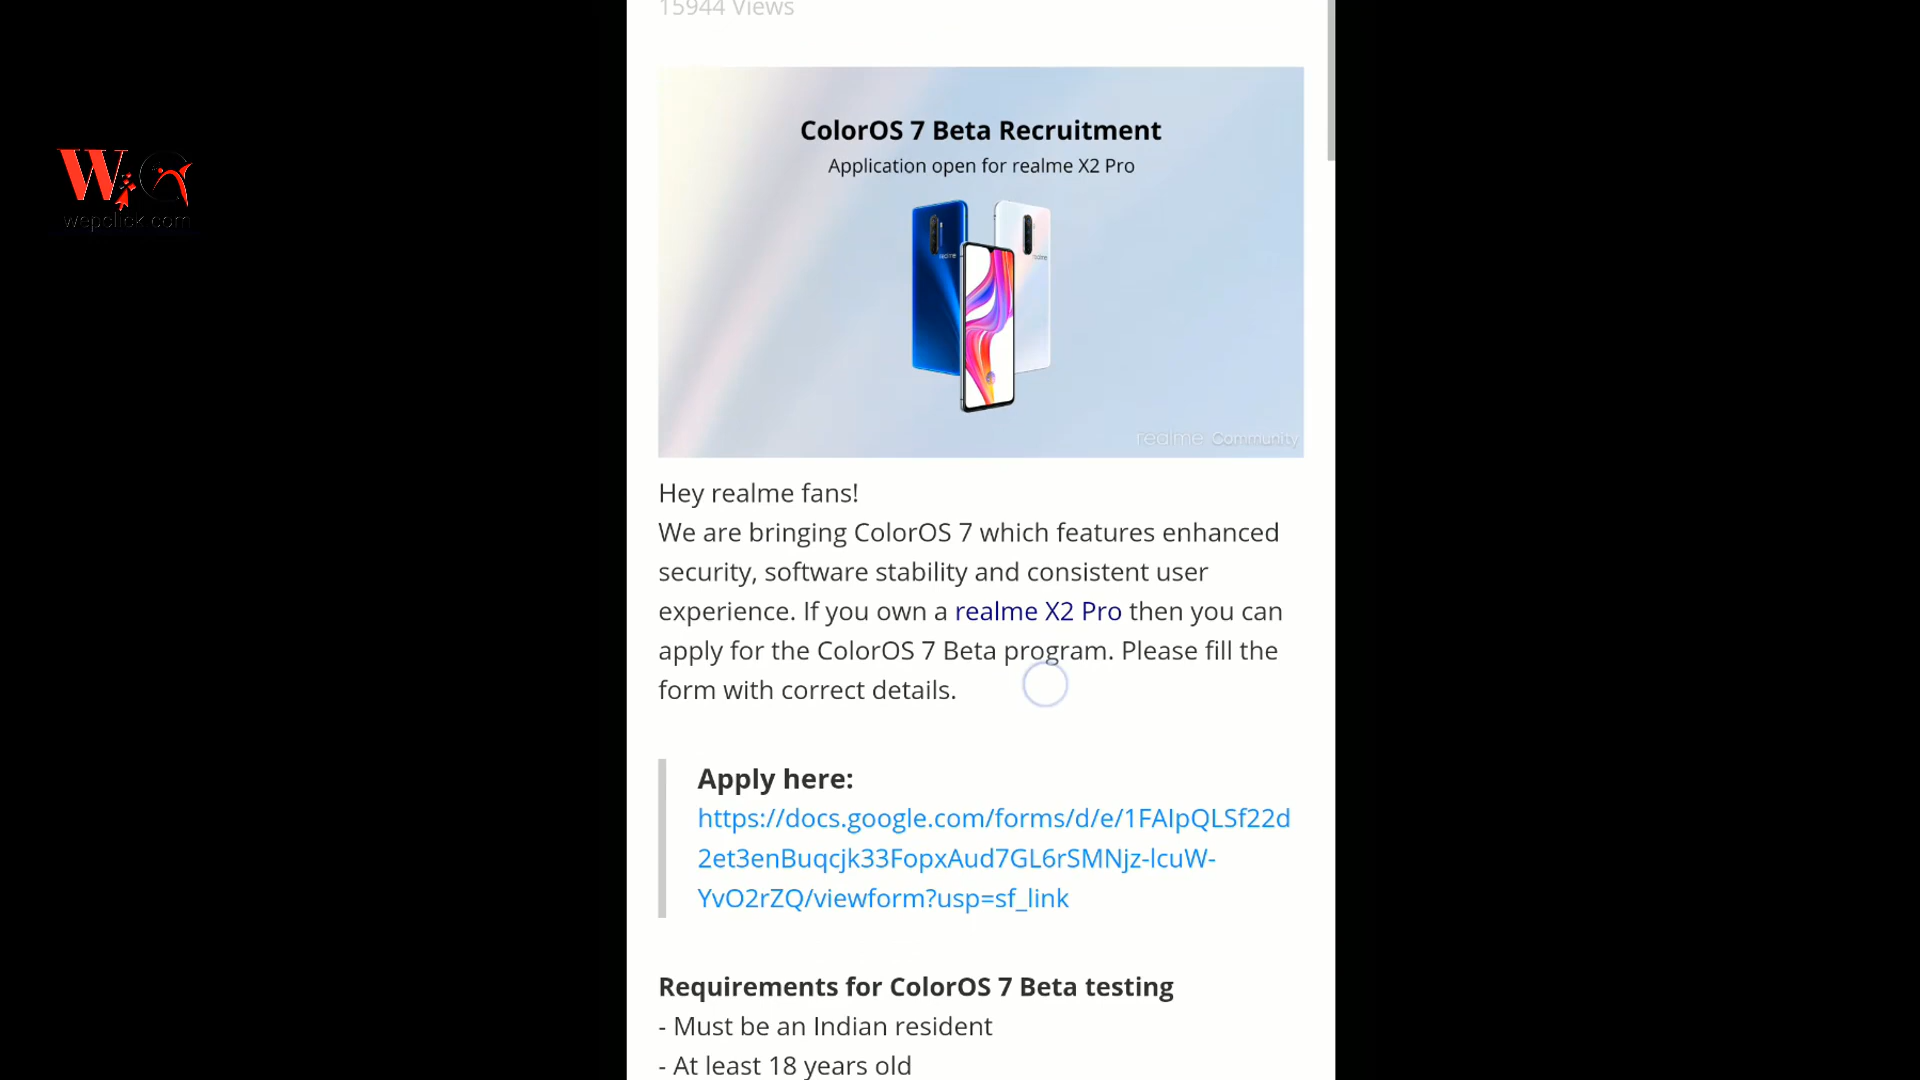 15944 Views
ColorOS 7 Beta Recruitment
Application open for realme X2 Pro
realme
realme
realme Community
WC
wepclick.com
Hey realme fans!
We are bringing ColorOS 7 which features enhanced
security, software stability and consistent user
experience. If you own a realme X2 Pro then you can
apply for the ColorOS 7 Beta program. Please fill the
form with correct details.
Apply here:
https://docs.google.com/forms/d/e/1FAIpQLSf22d
2et3enBuqcjk33FopxAud7GL6rSMNjz-lcuW-
YvO2rZQ/viewform?usp=sf_link
Requirements for ColorOS 7 Beta testing
- Must be an Indian resident
- At least 18 years old